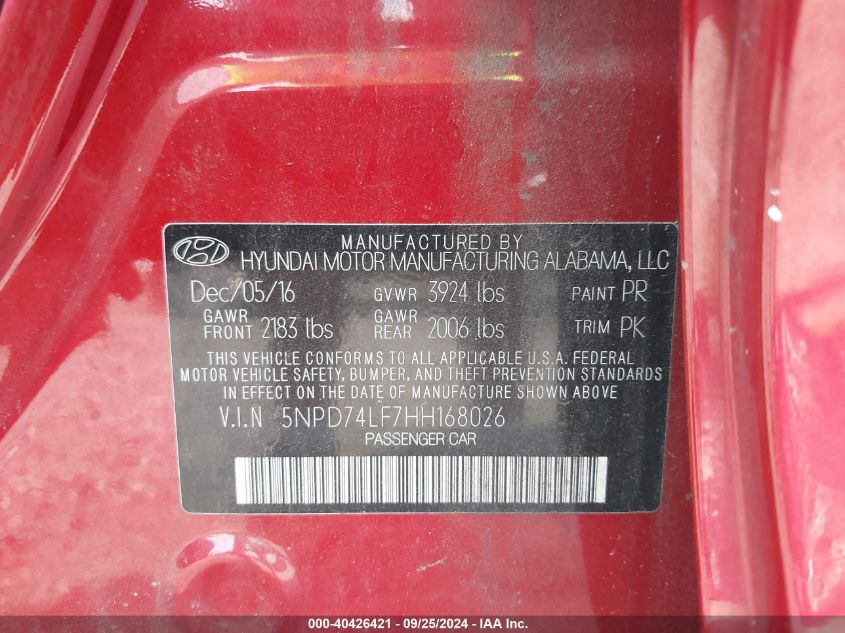 MANUFACTURED BY
HYUNDAI MOTOR MANUFACTURING ALABAMA, LLC
Dec/05/16 GVWR 3924 lbs PAINT PR
GAWR FRONT 2183 lbs GAWR REAR 2006 lbs TRIM PK
THIS VEHICLE CONFORMS TO ALL APPLICABLE U.S.A. FEDERAL
MOTOR VEHICLE SAFETY, BUMPER, AND THEFT PREVENTION STANDARDS
IN EFFECT ON THE DATE OF MANUFACTURE SHOWN ABOVE
V.I.N 5NPD74LF7HH168026
PASSENGER CAR
000-40426421 - 09/25/2024 - IAA Inc.